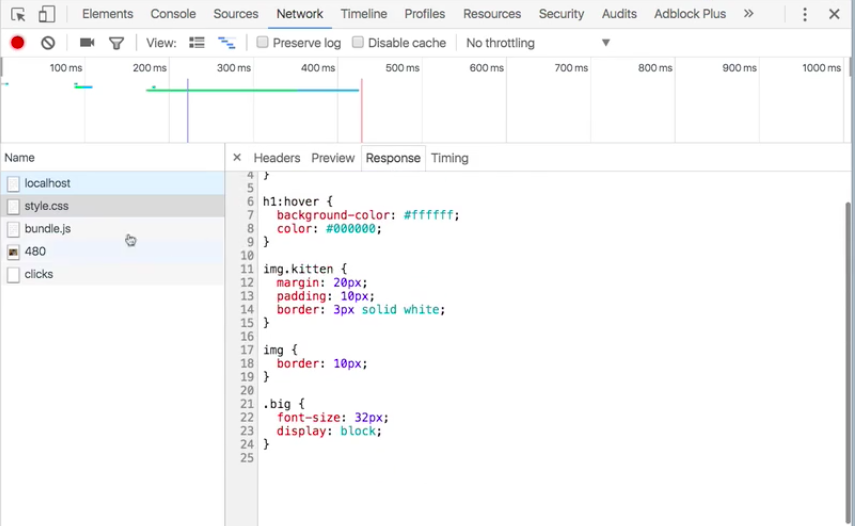 Elements Console Sources Network Timeline Profiles Resources Security Audits Adblock Plus »
View: Preserve log Disable cache No throttling
100 ms 200 ms 300 ms 400 ms 500 ms 600 ms 700 ms 800 ms 900 ms 1000 ms
Name
localhost
style.css
bundle.js
480
clicks
× Headers Preview Response Timing
4 }
5
6 h1:hover {
7 background-color: #ffffff;
8 color: #000000;
9 }
10
11 img.kitten {
12 margin: 20px;
13 padding: 10px;
14 border: 3px solid white;
15 }
16
17 img {
18 border: 10px;
19 }
20
21 .big {
22 font-size: 32px;
23 display: block;
24 }
25